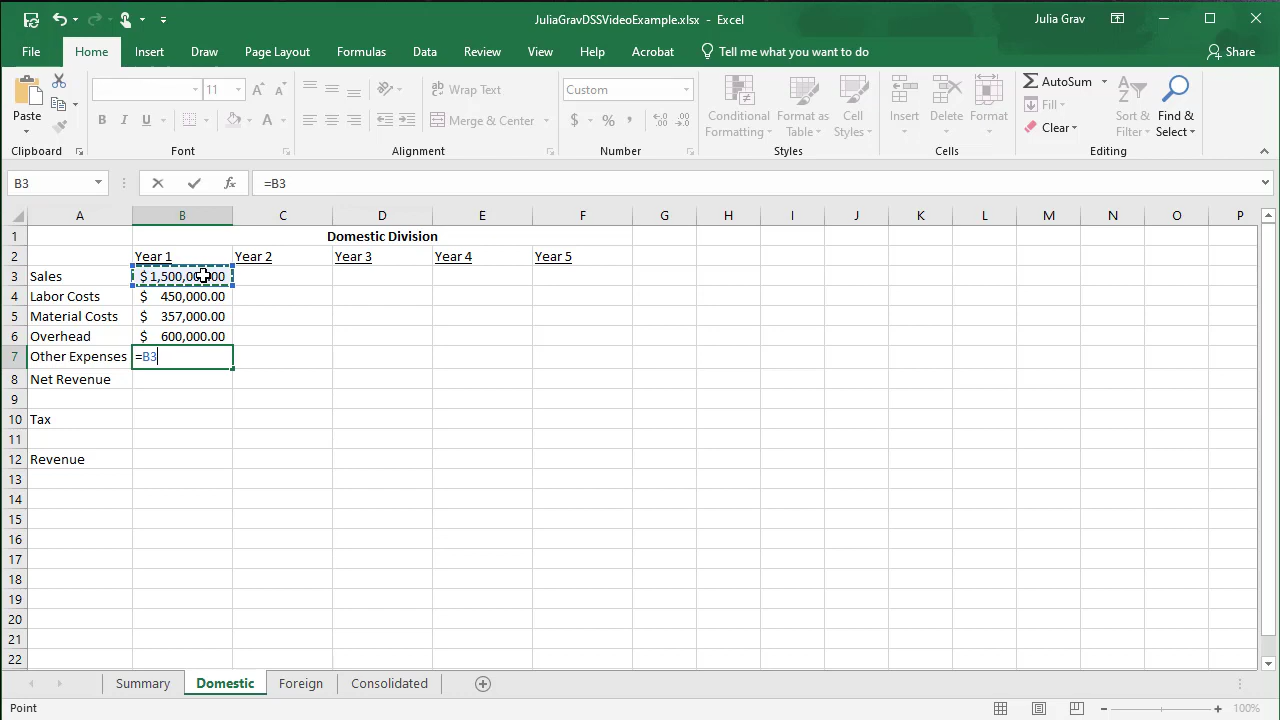 JuliaGravDSSVideoExample.xlsx - Excel
Julia Grav
File Home Insert Draw Page Layout Formulas Data Review View Help Acrobat Tell me what you want to do Share
Paste
Clipboard
11
B I U A
Font
ab Wrap Text
Merge & Center
Alignment
Custom
$ % ,
Number
Conditional Formatting
Format as Table
Cell Styles
Styles
Insert Delete Format
Cells
AutoSum
Fill
Clear
Sort & Filter
Find & Select
Editing
B3 fx =B3
A B C D E F G H I J K L M N O P
1 Domestic Division
2 Year 1 Year 2 Year 3 Year 4 Year 5
3 Sales $ 1,500,000.00
4 Labor Costs $ 450,000.00
5 Material Costs $ 357,000.00
6 Overhead $ 600,000.00
7 Other Expenses =B3
8 Net Revenue
9
10 Tax
11
12 Revenue
13
14
15
16
17
18
19
20
21
22
Summary Domestic Foreign Consolidated
Point 100%